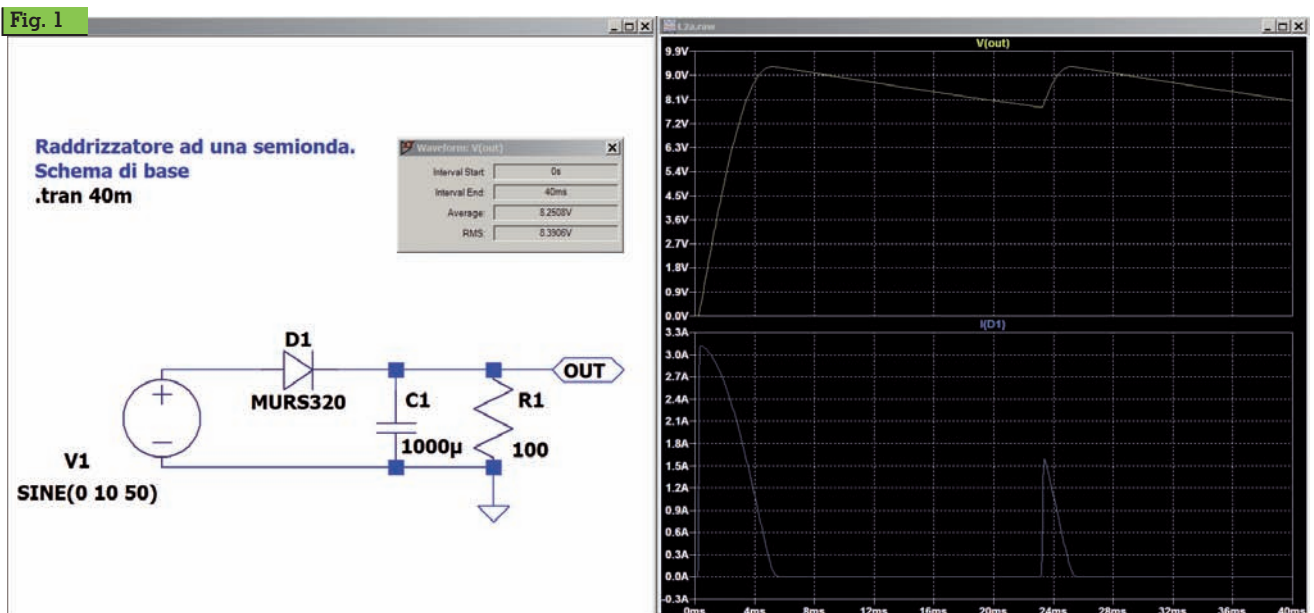 Fig. 1
Raddrizzatore ad una semionda.
Schema di base
.tran 40m
Waveform: V(out)
Interval Start: 0s
Interval End: 40ms
Average: 8.2508V
RMS: 8.3906V
D1
MURS320
C1
1000µ
R1
100
OUT
V1
SINE(0 10 50)
V(out)
9.9V
9.0V
8.1V
7.2V
6.3V
5.4V
4.5V
3.6V
2.7V
1.8V
0.9V
0.0V
I(D1)
3.3A
3.0A
2.7A
2.4A
2.1A
1.8A
1.5A
1.2A
0.9A
0.6A
0.3A
0.0A
-0.3A
0ms 4ms 8ms 12ms 16ms 20ms 24ms 28ms 32ms 36ms 40ms